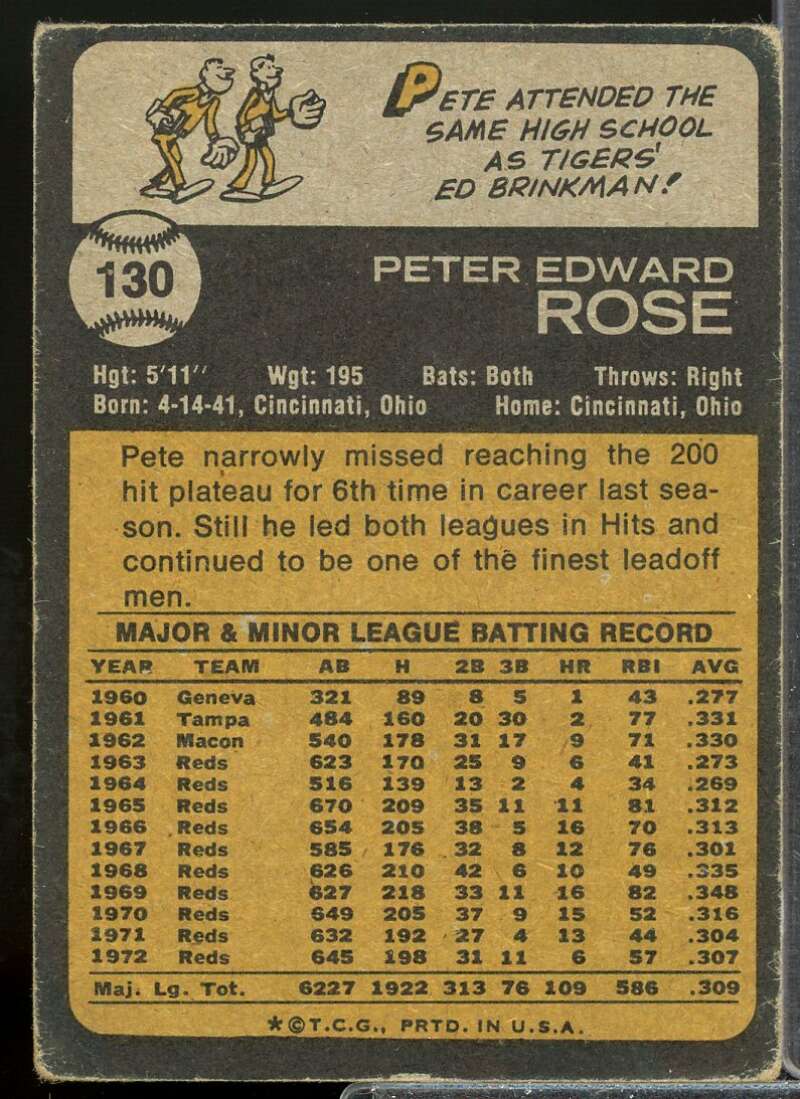 PETE ATTENDED THE
SAME HIGH SCHOOL
AS TIGERS'
ED BRINKMAN!
130
PETER EDWARD
ROSE
Hgt: 5'11" Wgt: 195 Bats: Both Throws: Right
Born: 4-14-41, Cincinnati, Ohio Home: Cincinnati, Ohio
Pete narrowly missed reaching the 200
hit plateau for 6th time in career last sea-
son. Still he led both leagues in Hits and
continued to be one of the finest leadoff
men.
MAJOR & MINOR LEAGUE BATTING RECORD
YEAR TEAM AB H 2B 3B HR RBI AVG
1960 Geneva 321 89 8 5 1 43 .277
1961 Tampa 484 160 20 30 2 77 .331
1962 Macon 540 178 31 17 9 71 .330
1963 Reds 623 170 25 9 6 41 .273
1964 Reds 516 139 13 2 4 34 .269
1965 Reds 670 209 35 11 11 81 .312
1966 Reds 654 205 38 5 16 70 .313
1967 Reds 585 176 32 8 12 76 .301
1968 Reds 626 210 42 6 10 49 .335
1969 Reds 627 218 33 11 16 82 .348
1970 Reds 649 205 37 9 15 52 .316
1971 Reds 632 192 27 4 13 44 .304
1972 Reds 645 198 31 11 6 57 .307
Maj. Lg. Tot. 6227 1922 313 76 109 586 .309
*©T.C.G., PRTD. IN U.S.A.